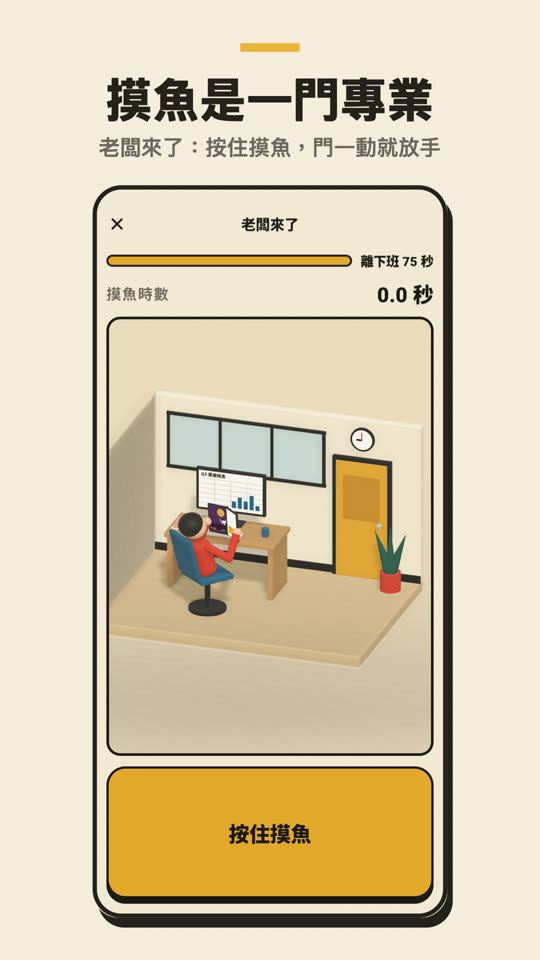 摸魚是一門專業
老闆來了：按住摸魚，門一動就放手
老闆來了
離下班 75 秒
摸魚時數
0.0 秒
按住摸魚